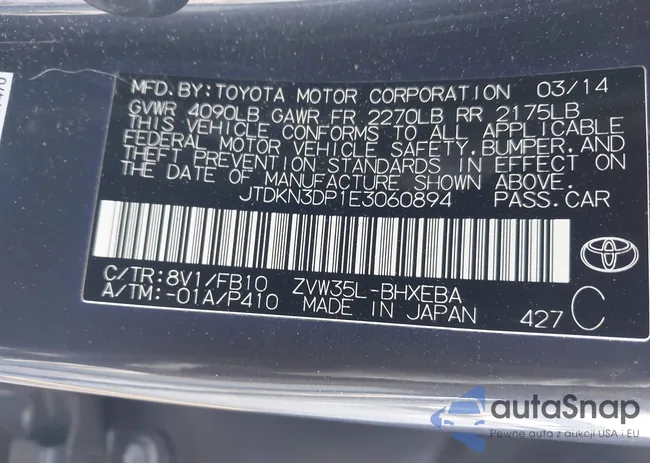 MFD. BY: TOYOTA MOTOR CORPORATION 03/14
GVWR 4090LB GAWR FR 2270LB RR 2175LB
THIS VEHICLE CONFORMS TO ALL APPLICABLE
FEDERAL MOTOR VEHICLE SAFETY, BUMPER, AND
THEFT PREVENTION STANDARDS IN EFFECT ON
THE DATE OF MANUFACTURE SHOWN ABOVE.
JTDKN3DP1E3060894 PASS. CAR
C/TR: 8V1/FB10 ZVW35L-BHXEBA
A/TM: -01A/P410 MADE IN JAPAN 427 C
autaSnap
Pewne auta z aukcji USA i EU